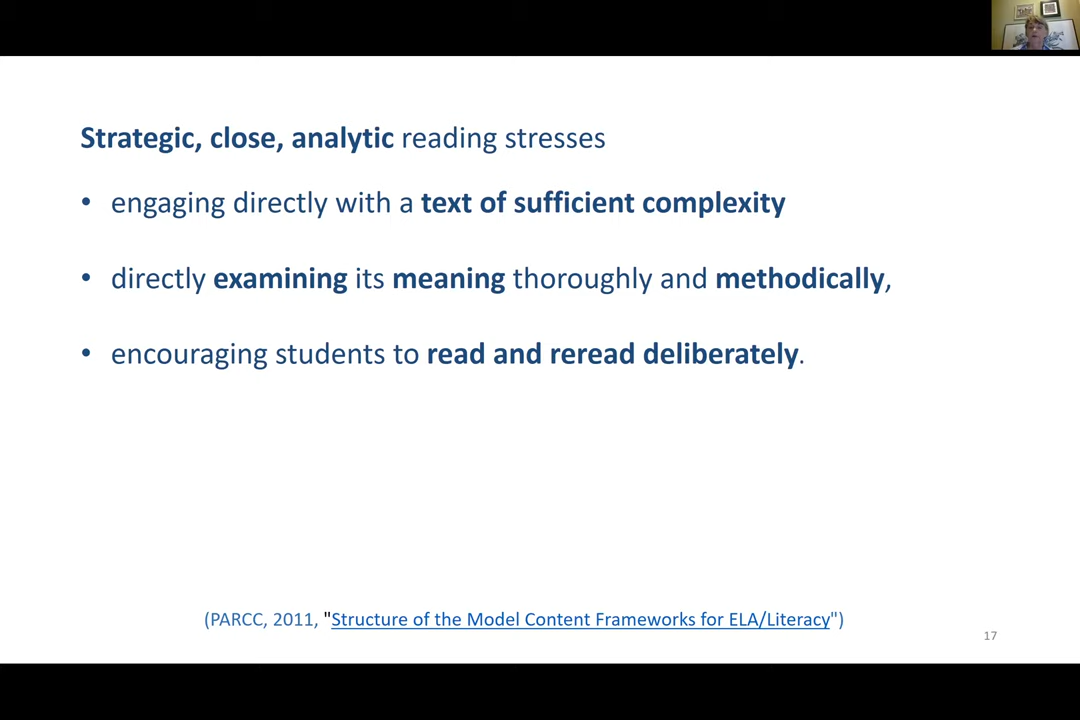 Strategic, close, analytic reading stresses
• engaging directly with a text of sufficient complexity
• directly examining its meaning thoroughly and methodically,
• encouraging students to read and reread deliberately.
(PARCC, 2011, "Structure of the Model Content Frameworks for ELA/Literacy")
17